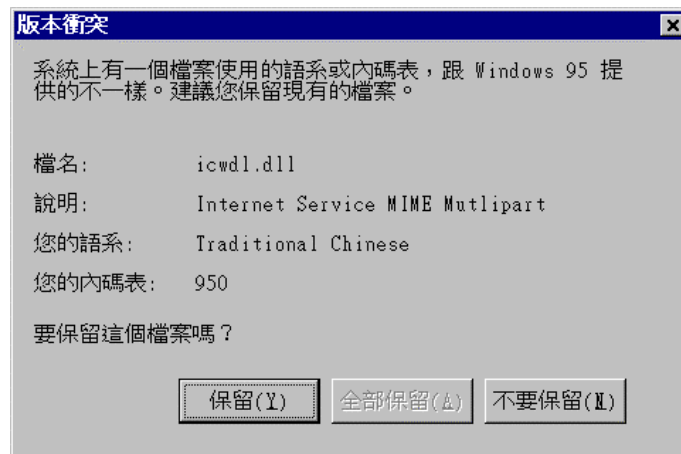 版本衝突
系統上有一個檔案使用的語系或內碼表，跟 Windows 95 提
供的不一樣。建議您保留現有的檔案。
檔名: icwdl.dll
說明: Internet Service MIME Mutlipart
您的語系: Traditional Chinese
您的內碼表: 950
要保留這個檔案嗎？
保留(Y) 全部保留(A) 不要保留(N)